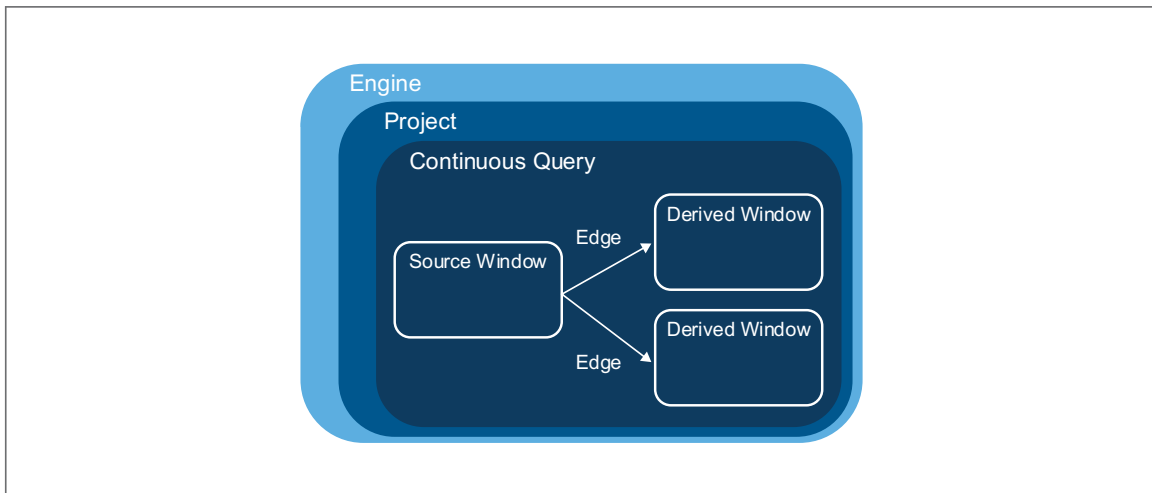 Engine
Project
Continuous Query
Derived Window
Edge
Source Window
Derived Window
Edge